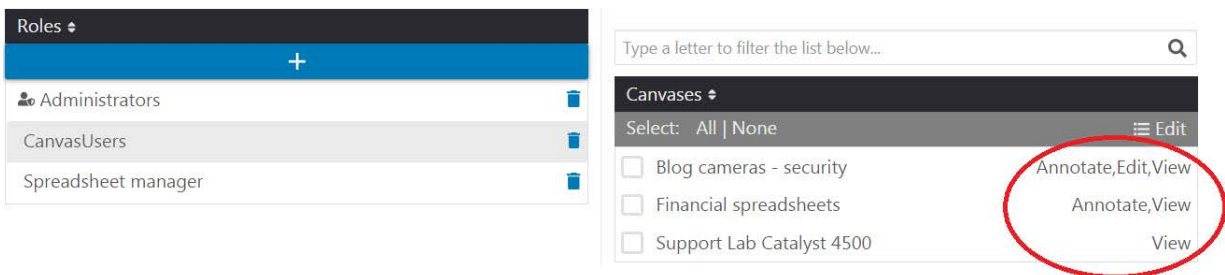 Roles
+
Administrators
CanvasUsers
Spreadsheet manager
Type a letter to filter the list below...
Canvases
Select: All | None Edit
Blog cameras - security Annotate,Edit,View
Financial spreadsheets Annotate,View
Support Lab Catalyst 4500 View